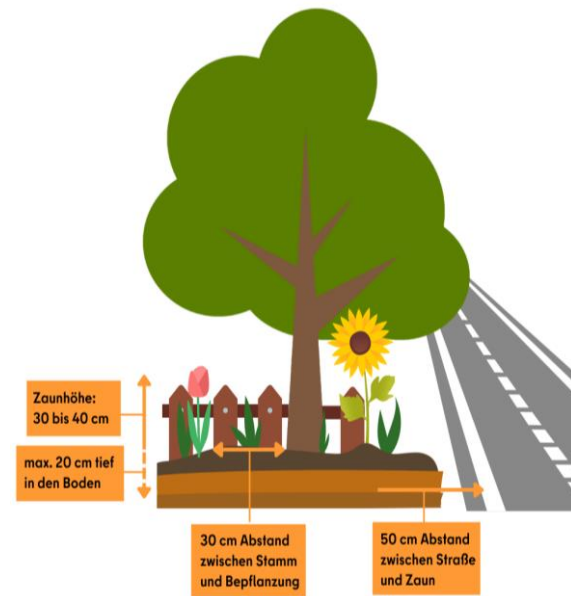 Zaunhöhe:
30 bis 40 cm
max. 20 cm tief
in den Boden
30 cm Abstand
zwischen Stamm
und Bepflanzung
50 cm Abstand
zwischen Straße
und Zaun